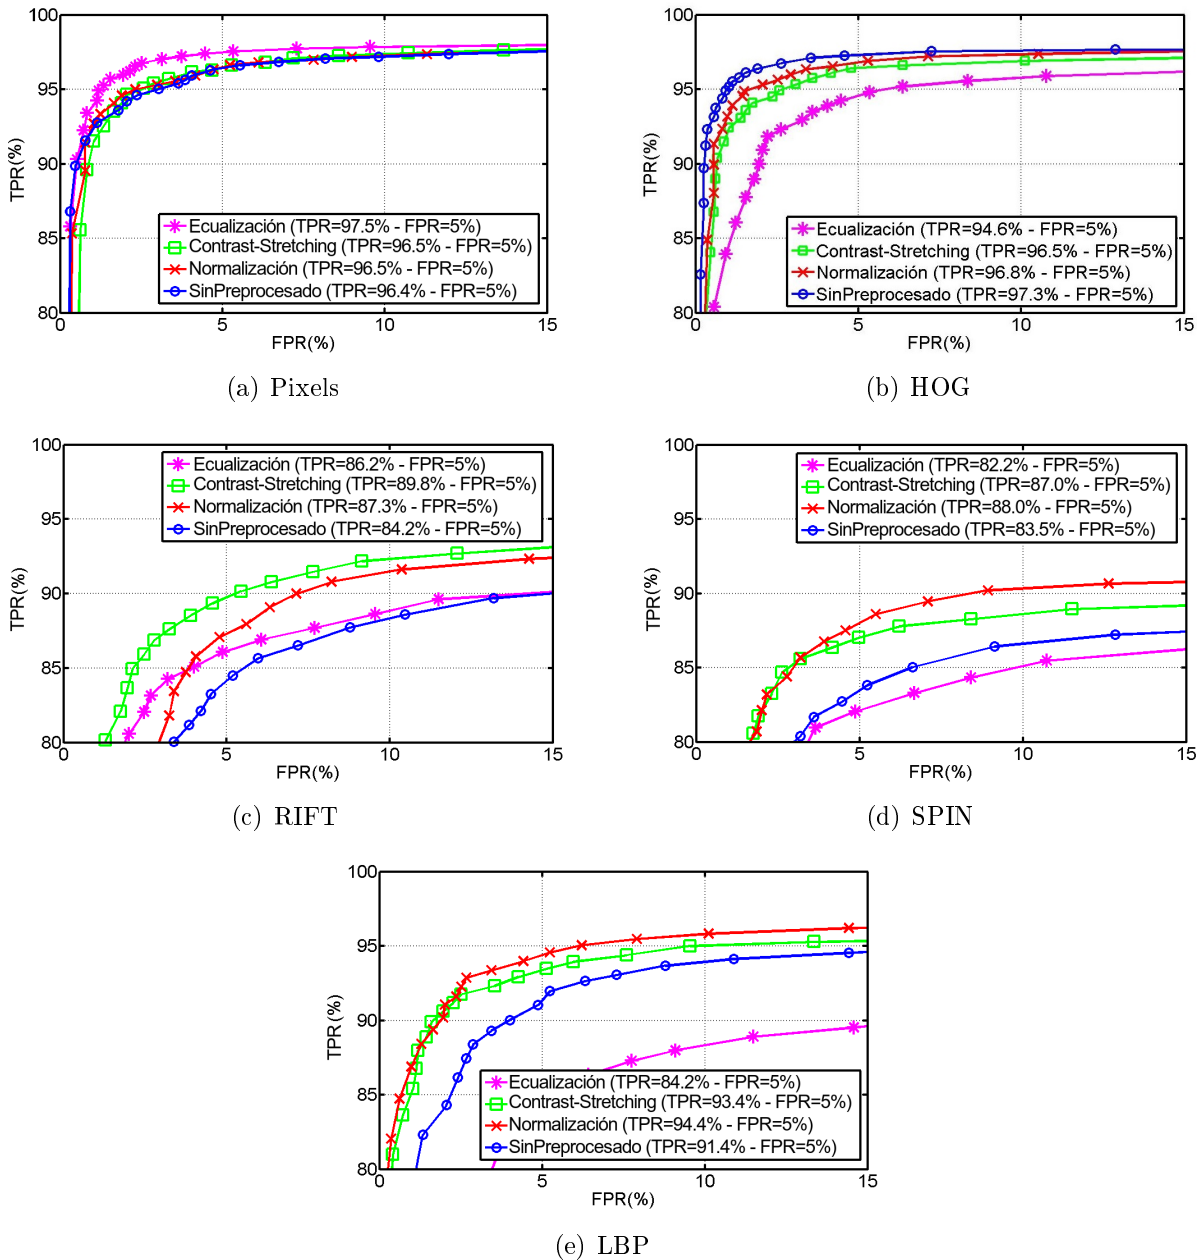 100
95
90
85
80
TPR(%)
Ecualización (TPR=97.5% - FPR=5%)
Contrast-Stretching (TPR=96.5% - FPR=5%)
Normalización (TPR=96.5% - FPR=5%)
SinPreprocesado (TPR=96.4% - FPR=5%)
0 5 10 15
FPR(%)
(a) Pixels
100
95
90
85
80
TPR(%)
Ecualización (TPR=94.6% - FPR=5%)
Contrast-Stretching (TPR=96.5% - FPR=5%)
Normalización (TPR=96.8% - FPR=5%)
SinPreprocesado (TPR=97.3% - FPR=5%)
0 5 10 15
FPR(%)
(b) HOG
100
95
90
85
80
TPR(%)
Ecualización (TPR=86.2% - FPR=5%)
Contrast-Stretching (TPR=89.8% - FPR=5%)
Normalización (TPR=87.3% - FPR=5%)
SinPreprocesado (TPR=84.2% - FPR=5%)
0 5 10 15
FPR(%)
(c) RIFT
100
95
90
85
80
TPR(%)
Ecualización (TPR=82.2% - FPR=5%)
Contrast-Stretching (TPR=87.0% - FPR=5%)
Normalización (TPR=88.0% - FPR=5%)
SinPreprocesado (TPR=83.5% - FPR=5%)
0 5 10 15
FPR(%)
(d) SPIN
100
95
90
85
80
TPR(%)
Ecualización (TPR=84.2% - FPR=5%)
Contrast-Stretching (TPR=93.4% - FPR=5%)
Normalización (TPR=94.4% - FPR=5%)
SinPreprocesado (TPR=91.4% - FPR=5%)
0 5 10 15
FPR(%)
(e) LBP